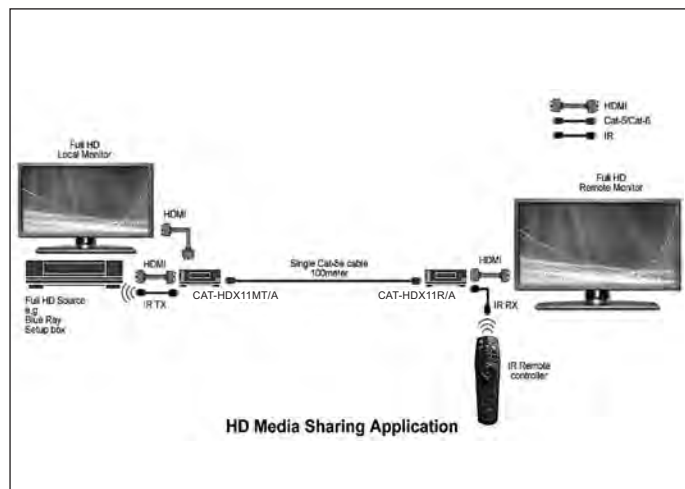 HDMI
Cat-5/Cat-6
IR
Full HD
Local Monitor
Full HD
Remote Monitor
HDMI
HDMI
Single Cat-5e cable
100meter
HDMI
IR TX
CAT-HDX11MT/A
CAT-HDX11R/A
IR RX
Full HD Source
e.g
Blue Ray
Setup box
IR Remote
controller
HD Media Sharing Application